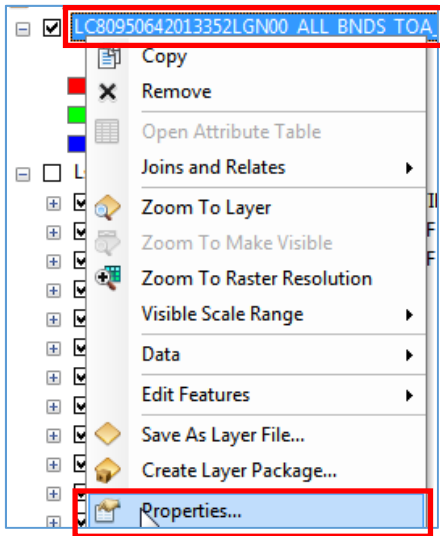 LC80950642013352LGN00_ALL_BNDS_TOA_
Copy
Remove
Open Attribute Table
Joins and Relates
Zoom To Layer
Zoom To Make Visible
Zoom To Raster Resolution
Visible Scale Range
Data
Edit Features
Save As Layer File...
Create Layer Package...
Properties...